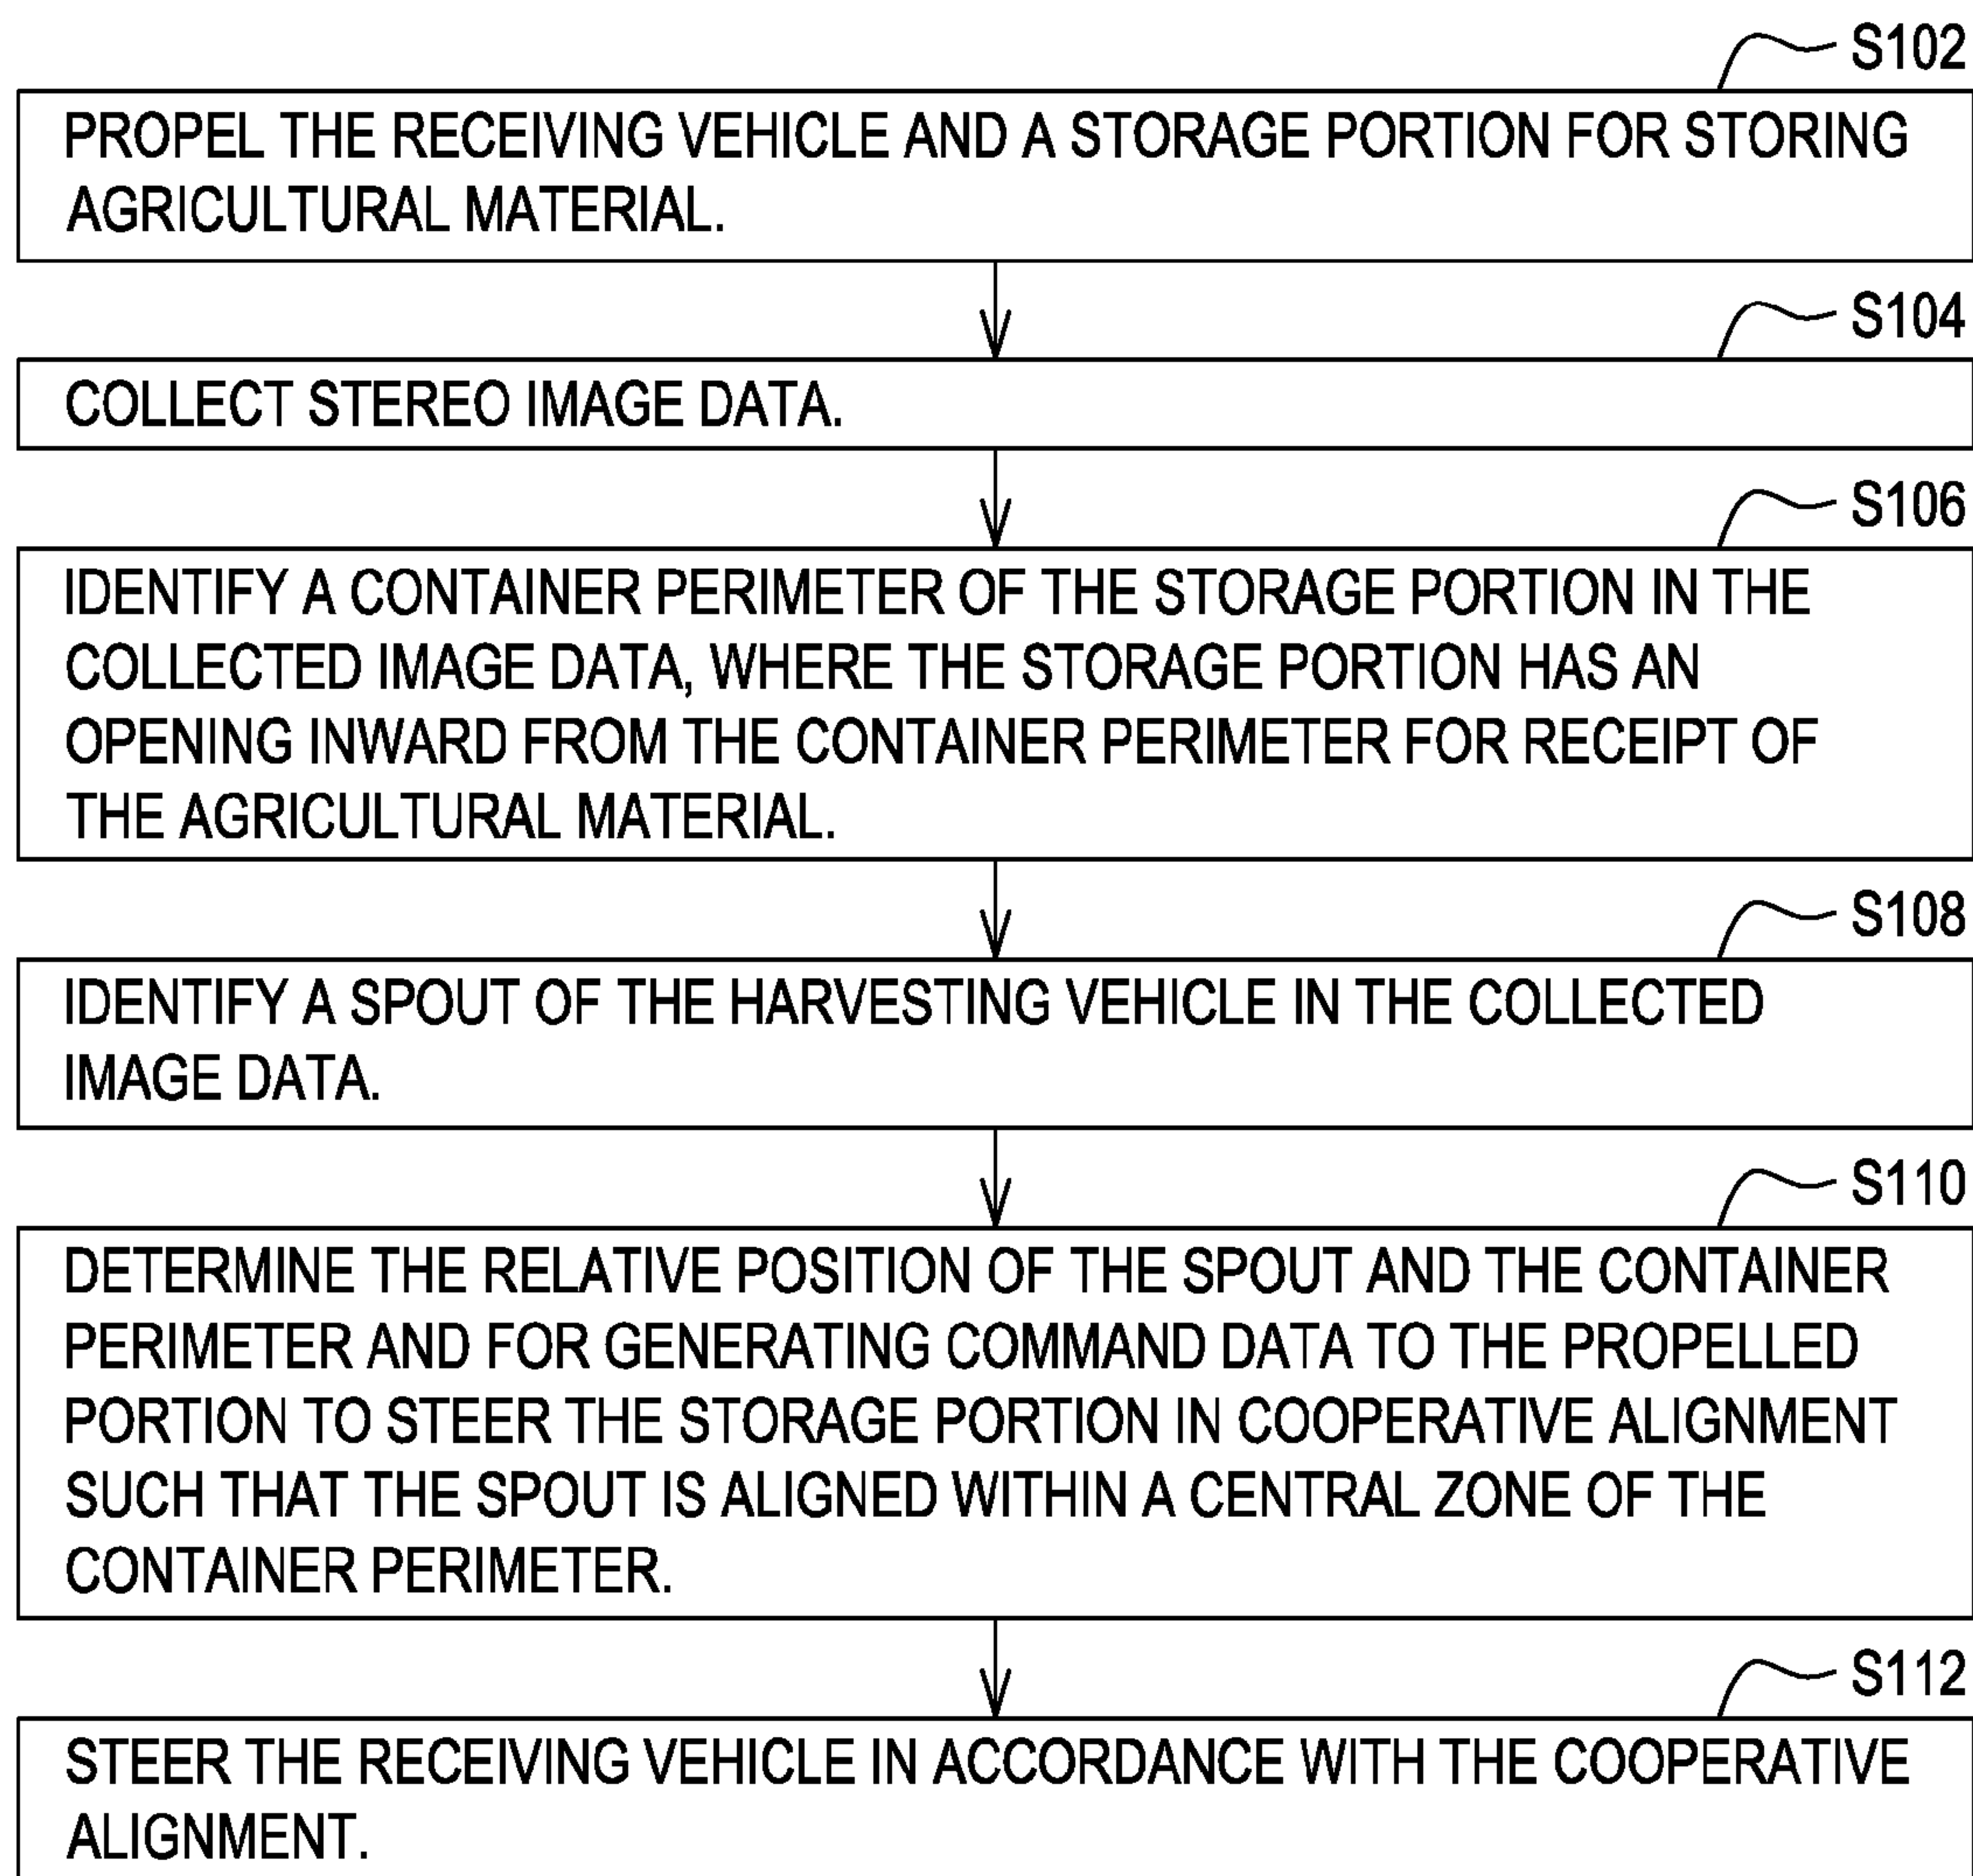 S102
PROPEL THE RECEIVING VEHICLE AND A STORAGE PORTION FOR STORING
AGRICULTURAL MATERIAL.
S104
COLLECT STEREO IMAGE DATA.
S106
IDENTIFY A CONTAINER PERIMETER OF THE STORAGE PORTION IN THE
COLLECTED IMAGE DATA, WHERE THE STORAGE PORTION HAS AN
OPENING INWARD FROM THE CONTAINER PERIMETER FOR RECEIPT OF
THE AGRICULTURAL MATERIAL.
S108
IDENTIFY A SPOUT OF THE HARVESTING VEHICLE IN THE COLLECTED
IMAGE DATA.
S110
DETERMINE THE RELATIVE POSITION OF THE SPOUT AND THE CONTAINER
PERIMETER AND FOR GENERATING COMMAND DATA TO THE PROPELLED
PORTION TO STEER THE STORAGE PORTION IN COOPERATIVE ALIGNMENT
SUCH THAT THE SPOUT IS ALIGNED WITHIN A CENTRAL ZONE OF THE
CONTAINER PERIMETER.
S112
STEER THE RECEIVING VEHICLE IN ACCORDANCE WITH THE COOPERATIVE
ALIGNMENT.